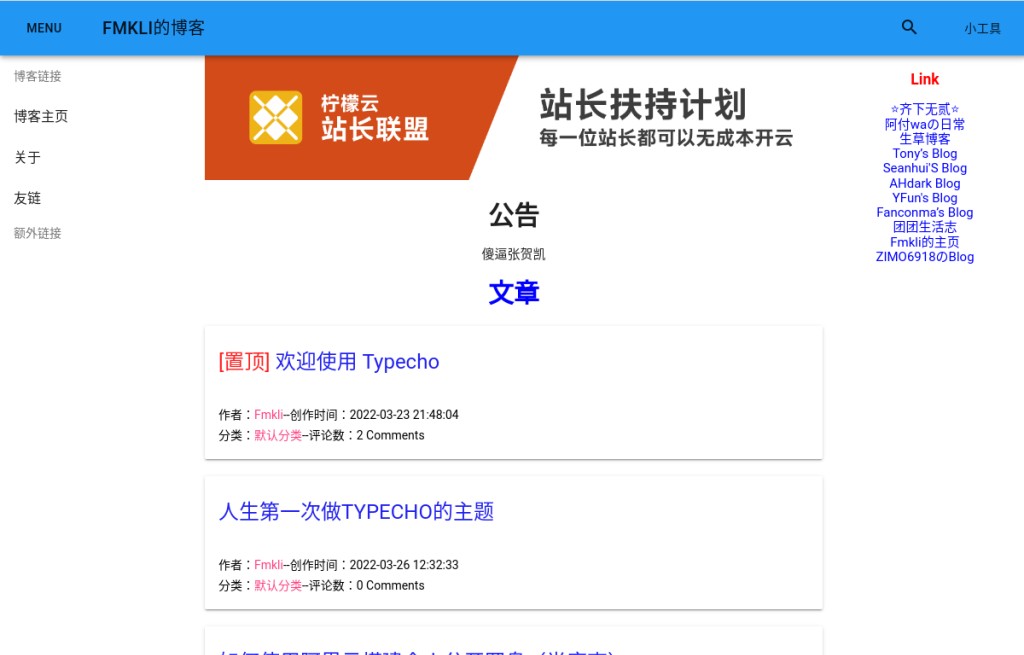 MENU
FMKLI的博客
小工具
博客链接
博客主页
关于
友链
额外链接
柠檬云
站长联盟
站长扶持计划
每一位站长都可以无成本开云
公告
傻逼张贺凯
文章
[置顶] 欢迎使用 Typecho
作者：Fmkli--创作时间：2022-03-23 21:48:04
分类：默认分类--评论数：2 Comments
人生第一次做TYPECHO的主题
作者：Fmkli--创作时间：2022-03-26 12:32:33
分类：默认分类--评论数：0 Comments
Link
☆齐下无贰☆
阿付waの日常
生草博客
Tony's Blog
Seanhui'S Blog
AHdark Blog
YFun's Blog
Fanconma's Blog
团团生活志
Fmkli的主页
ZIMO6918のBlog